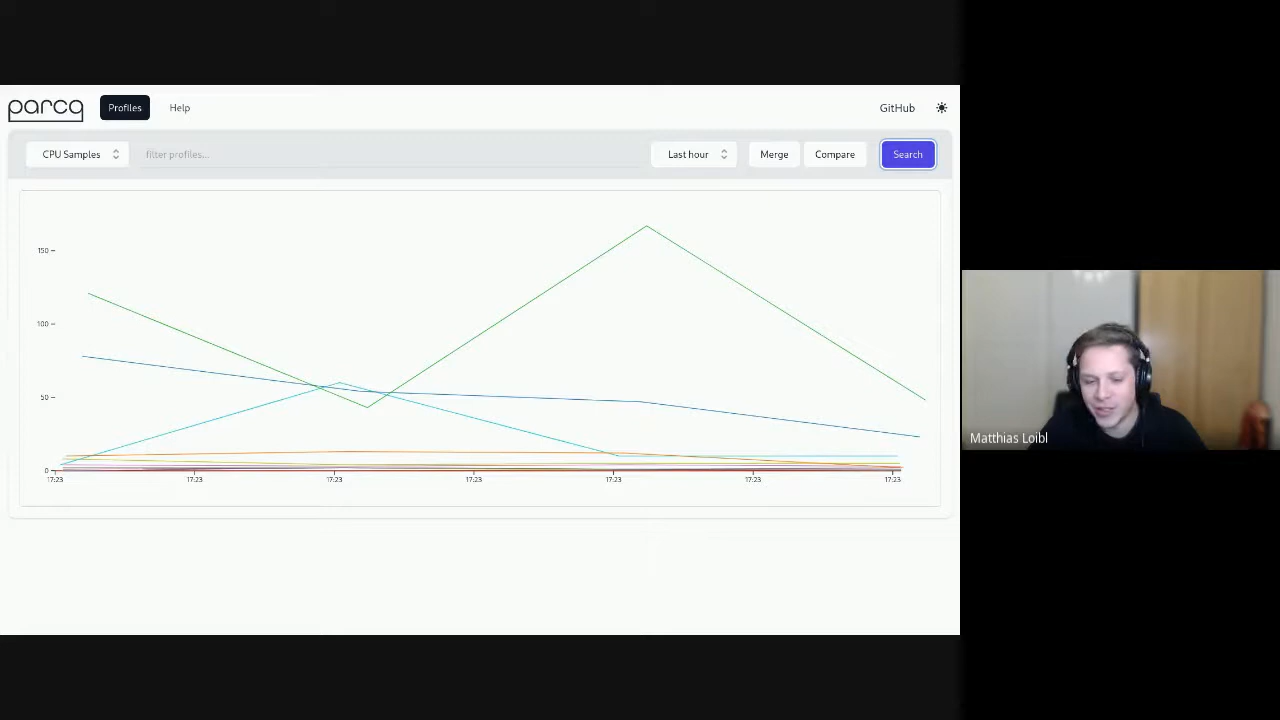 parca
Profiles
Help
GitHub
CPU Samples
filter profiles...
Last hour
Merge
Compare
Search
150
100
50
0
17:23 17:23 17:23 17:23 17:23 17:23 17:23
Matthias Loibl